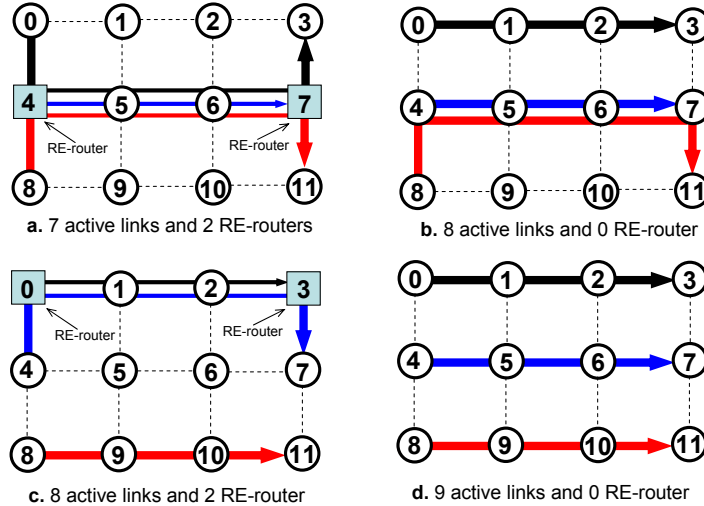 0 1 2 3
4 5 6 7
RE-router RE-router
8 9 10 11
a. 7 active links and 2 RE-routers
0 1 2 3
4 5 6 7
8 9 10 11
b. 8 active links and 0 RE-router
0 1 2 3
RE-router RE-router
4 5 6 7
8 9 10 11
c. 8 active links and 2 RE-router
0 1 2 3
4 5 6 7
8 9 10 11
d. 9 active links and 0 RE-router